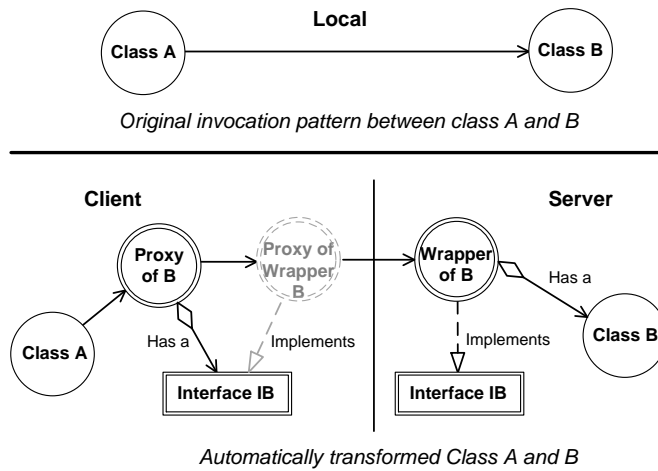 Local
Class A
Class B
Original invocation pattern between class A and B
Client
Server
Proxy
of B
Proxy of
Wrapper
B
Wrapper
of B
Has a
Class B
Class A
Has a
Implements
Implements
Interface IB
Interface IB
Automatically transformed Class A and B